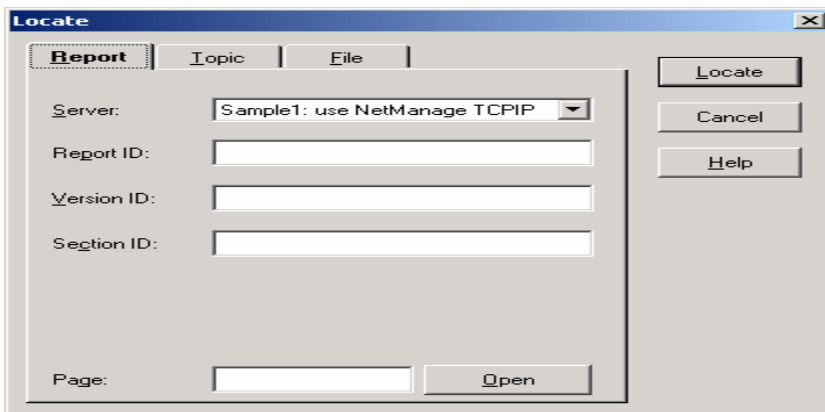 Locate
Report Topic File
Server: Sample1: use NetManage TCPIP
Report ID:
Version ID:
Section ID:
Page: Open
Locate
Cancel
Help